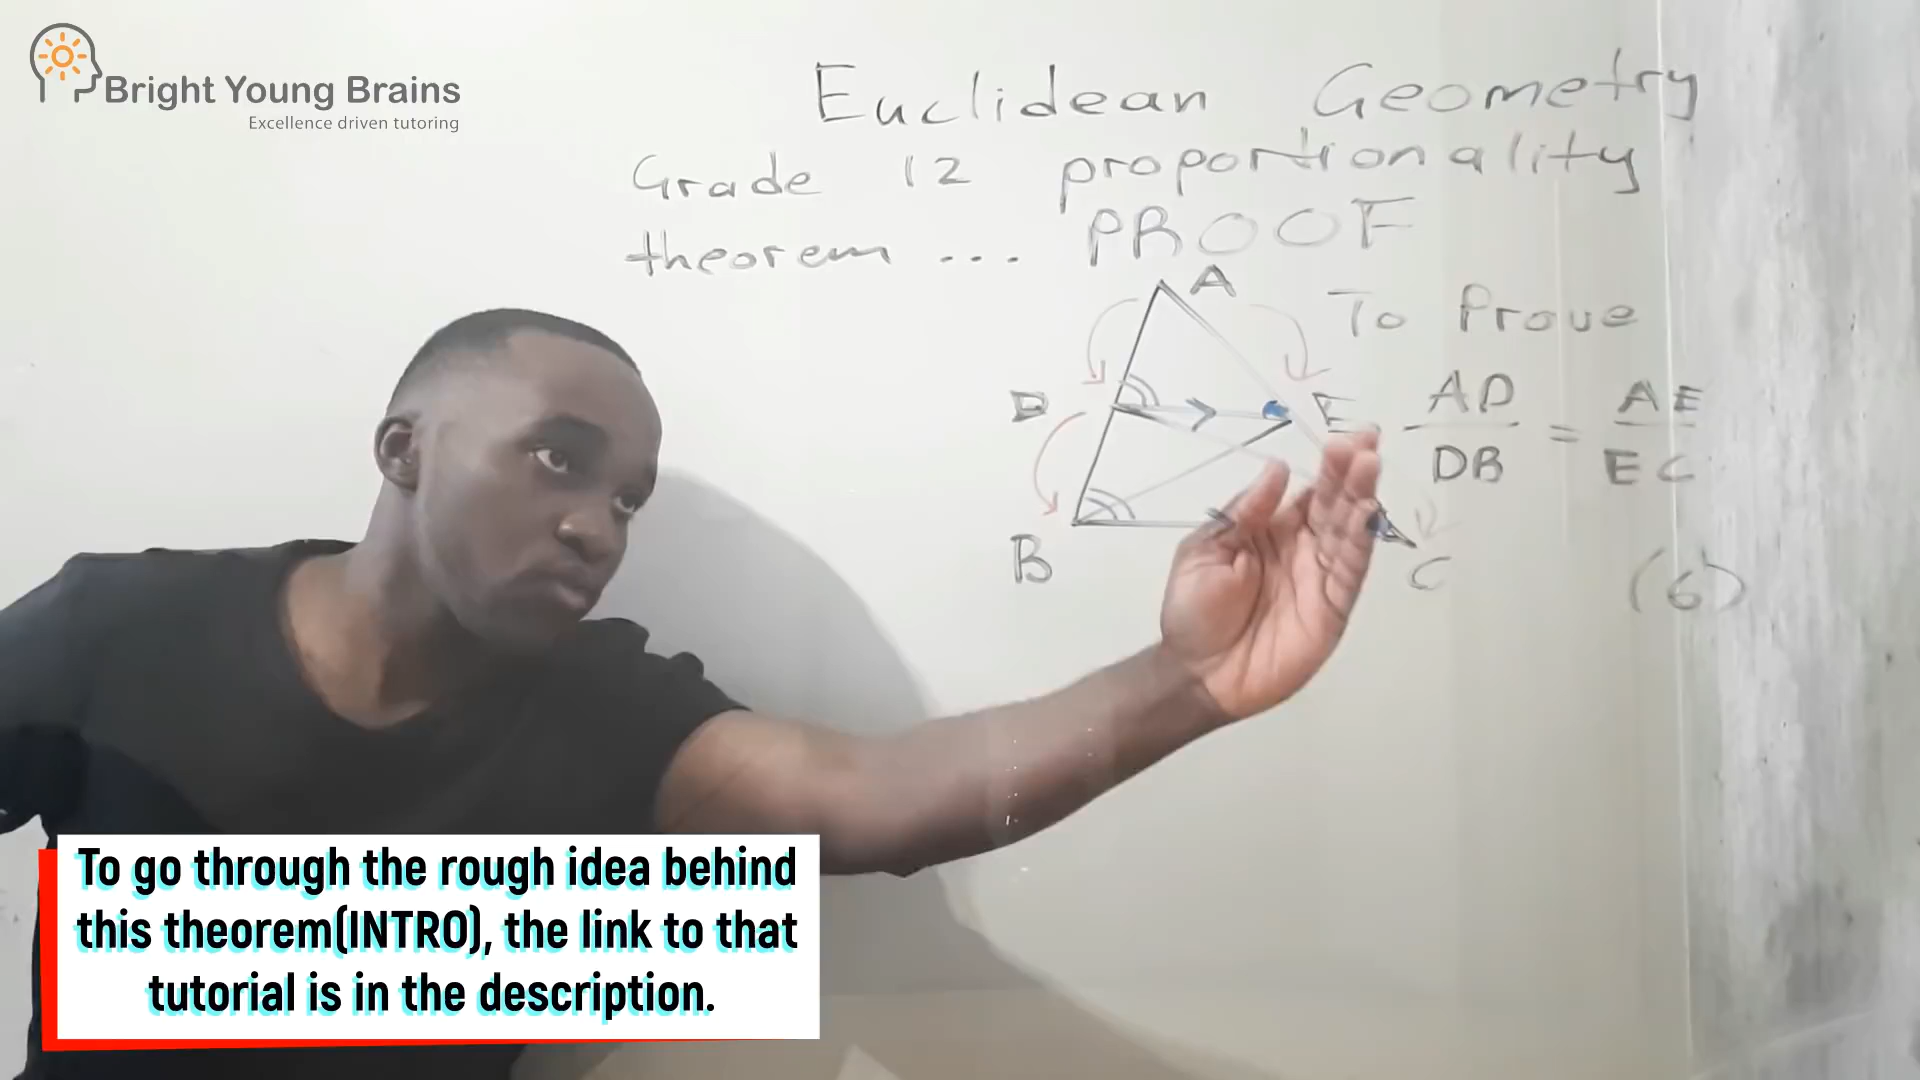 Bright Young Brains
Excellence driven tutoring
Euclidean Geometry
Grade 12 proportionality
theorem ... PROOF
A
To Prove
D
E
AD = AE
DB EC
B
C
(6)
To go through the rough idea behind
this theorem(INTRO), the link to that
tutorial is in the description.